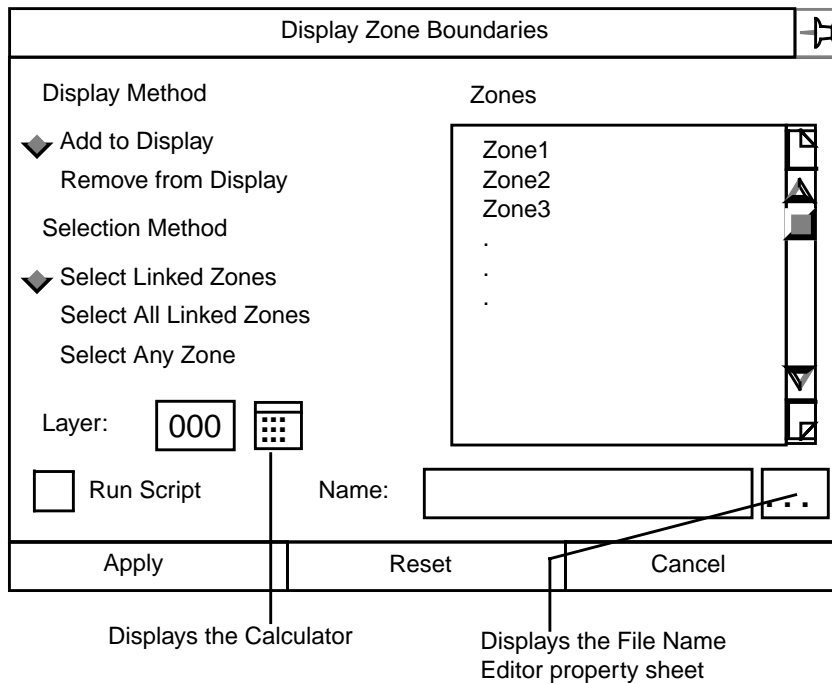 Display Zone Boundaries
Display Method
Add to Display
Remove from Display
Selection Method
Select Linked Zones
Select All Linked Zones
Select Any Zone
Zones
Zone1
Zone2
Zone3
.
.
.
Layer:
000
Run Script
Name:
...
Apply
Reset
Cancel
Displays the Calculator
Displays the File Name
Editor property sheet